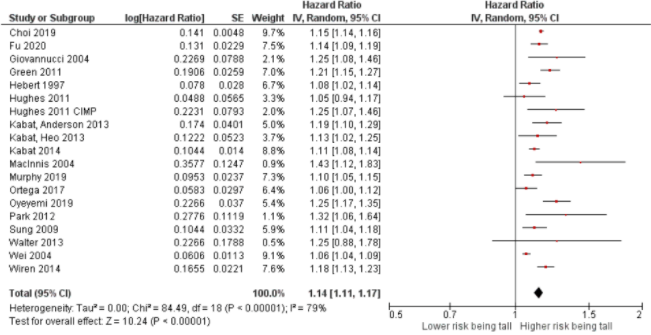 Hazard Ratio Hazard Ratio
Study or Subgroup log[Hazard Ratio] SE Weight IV, Random, 95% CI IV, Random, 95% CI
Choi 2019 0.141 0.0048 9.7% 1.15 [1.14, 1.16]
Fu 2020 0.131 0.0229 7.1% 1.14 [1.09, 1.19]
Giovannucci 2004 0.2269 0.0788 2.0% 1.25 [1.08, 1.46]
Green 2011 0.1906 0.0259 6.6% 1.21 [1.15, 1.27]
Hebert 1997 0.078 0.028 6.3% 1.08 [1.02, 1.14]
Hughes 2011 0.0488 0.0565 3.1% 1.05 [0.94, 1.17]
Hughes 2011 CIMP 0.2231 0.0793 2.0% 1.25 [1.07, 1.46]
Kabat, Anderson 2013 0.174 0.0401 4.6% 1.19 [1.10, 1.29]
Kabat, Heo 2013 0.1222 0.0523 3.4% 1.13 [1.02, 1.25]
Kabat 2014 0.1044 0.014 8.6% 1.11 [1.08, 1.14]
MacInnis 2004 0.3577 0.1247 0.9% 1.43 [1.12, 1.83]
Murphy 2019 0.0953 0.0237 7.0% 1.10 [1.05, 1.15]
Ortega 2017 0.0583 0.0297 6.0% 1.06 [1.00, 1.12]
Oyeyemi 2019 0.2266 0.037 5.0% 1.25 [1.17, 1.35]
Park 2012 0.2776 0.1119 1.1% 1.32 [1.06, 1.64]
Sung 2009 0.1044 0.0332 5.5% 1.11 [1.04, 1.18]
Walter 2013 0.2266 0.1788 0.5% 1.25 [0.88, 1.78]
Wei 2004 0.0606 0.0113 9.1% 1.06 [1.04, 1.09]
Wiren 2014 0.1655 0.0221 7.2% 1.18 [1.13, 1.23]
Total (95% CI) 100.0% 1.14 [1.11, 1.17]
Heterogeneity: Tau² = 0.00; Chi² = 84.49, df = 18 (P < 0.00001); I² = 79%
Test for overall effect: Z = 10.24 (P < 0.00001)
0.5 0.7 1 1.5 2
Lower risk being tall Higher risk being tall